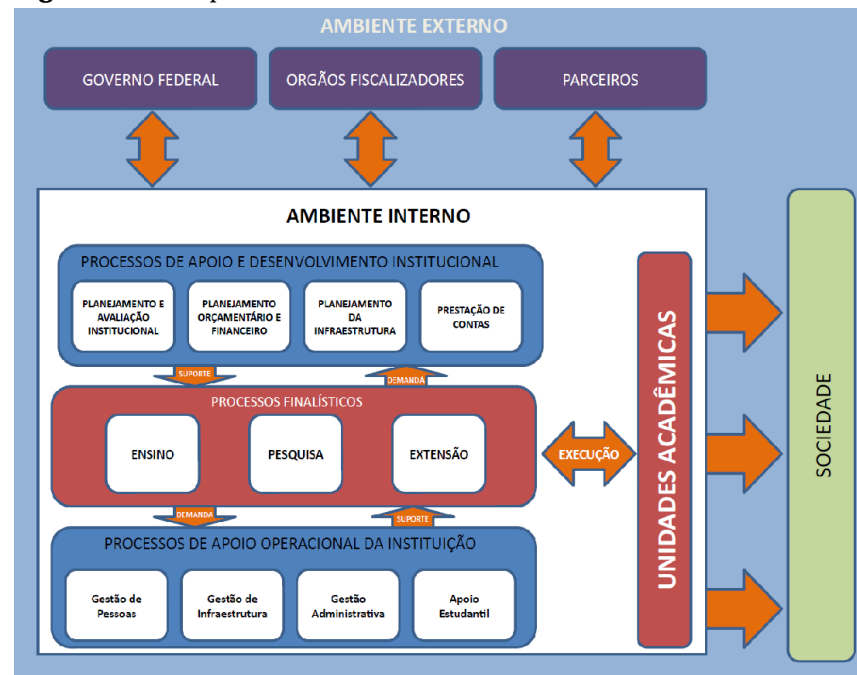 AMBIENTE EXTERNO
GOVERNO FEDERAL
ORGÃOS FISCALIZADORES
PARCEIROS
AMBIENTE INTERNO
PROCESSOS DE APOIO E DESENVOLVIMENTO INSTITUCIONAL
PLANEJAMENTO E
AVALIAÇÃO
INSTITUCIONAL
PLANEJAMENTO
ORÇAMENTÁRIO E
FINANCEIRO
PLANEJAMENTO
DA
INFRAESTRUTURA
PRESTAÇÃO DE
CONTAS
SUPORTE
DEMANDA
PROCESSOS FINALÍSTICOS
ENSINO
PESQUISA
EXTENSÃO
EXECUÇÃO
DEMANDA
SUPORTE
PROCESSOS DE APOIO OPERACIONAL DA INSTITUIÇÃO
Gestão de
Pessoas
Gestão de
Infraestrutura
Gestão
Administrativa
Apoio
Estudantil
UNIDADES ACADÊMICAS
SOCIEDADE